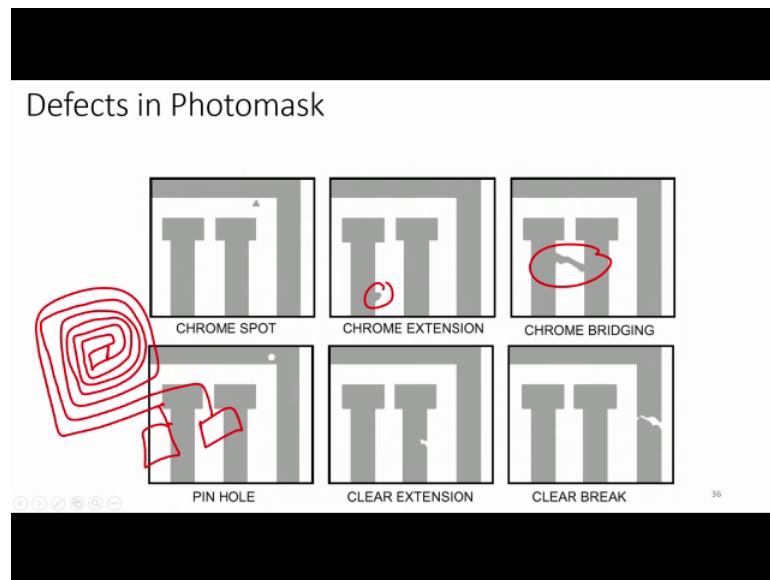 Defects in Photomask
CHROME SPOT
CHROME EXTENSION
CHROME BRIDGING
PIN HOLE
CLEAR EXTENSION
CLEAR BREAK
36